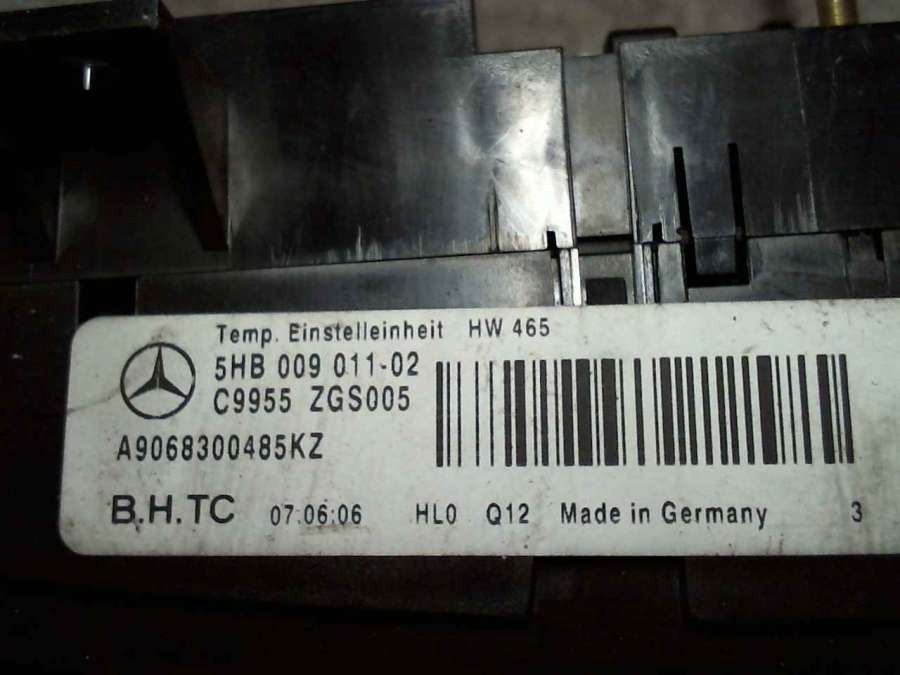 Temp. Einstelleinheit HW 465
5HB 009 011-02
C9955 ZGS005
A9068300485KZ
B.H.TC 07:06:06 HL0 Q12 Made in Germany 3